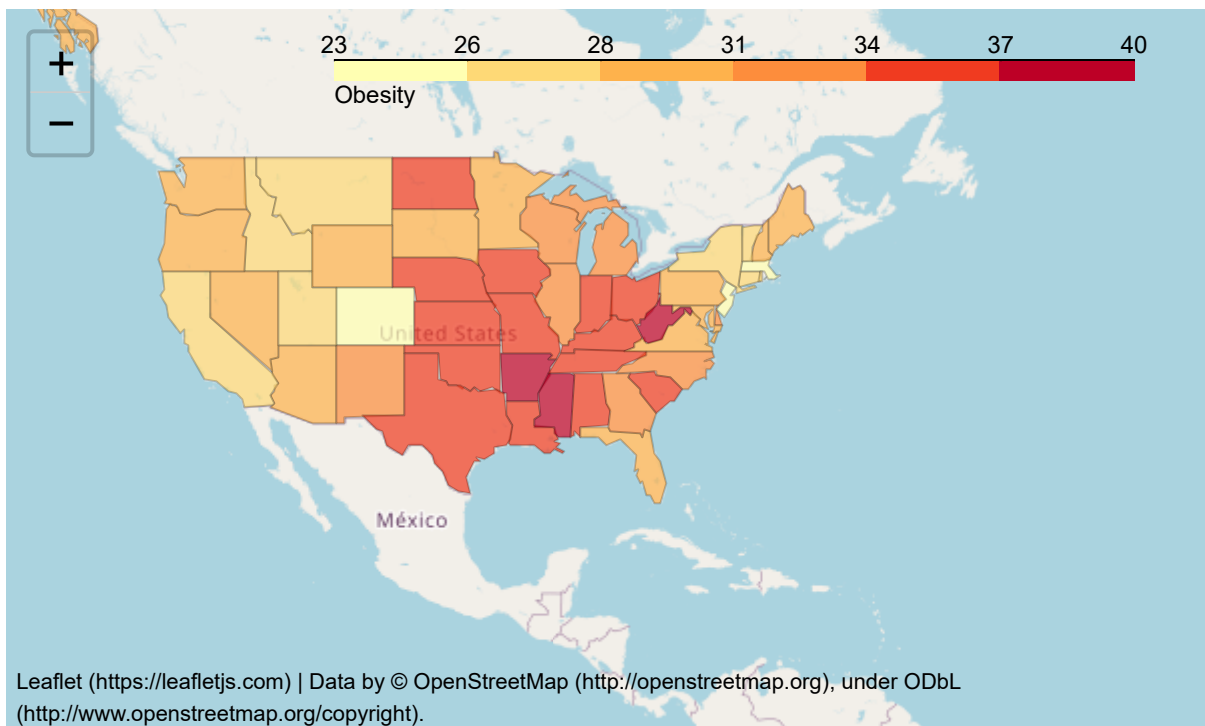 +
−
23 26 28 31 34 37 40
Obesity
United States
México
Leaflet (https://leafletjs.com) | Data by © OpenStreetMap (http://openstreetmap.org), under ODbL
(http://www.openstreetmap.org/copyright).